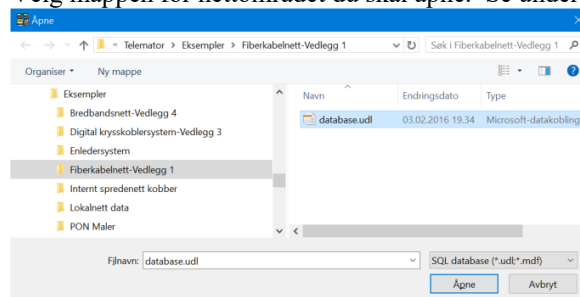 Velg mappen for nettområdet du skal åpne. Se under
Åpne
« Telemator > Eksempler > Fiberkabelnett-Vedlegg 1
Søk i Fiberkabelnett-Vedlegg 1
Organiser Ny mappe
Eksempler
Bredbandsnett-Vedlegg 4
Digital krysskoblersystem-Vedlegg 3
Enledersystem
Fiberkabelnett-Vedlegg 1
Internt spredenett kobber
Lokalnett data
PON Maler
Navn Endringsdato Type
database.udl 03.02.2016 19.34 Microsoft-datakobling
Filnavn: database.udl SQL database (*.udl;*.mdf)
Åpne Avbryt